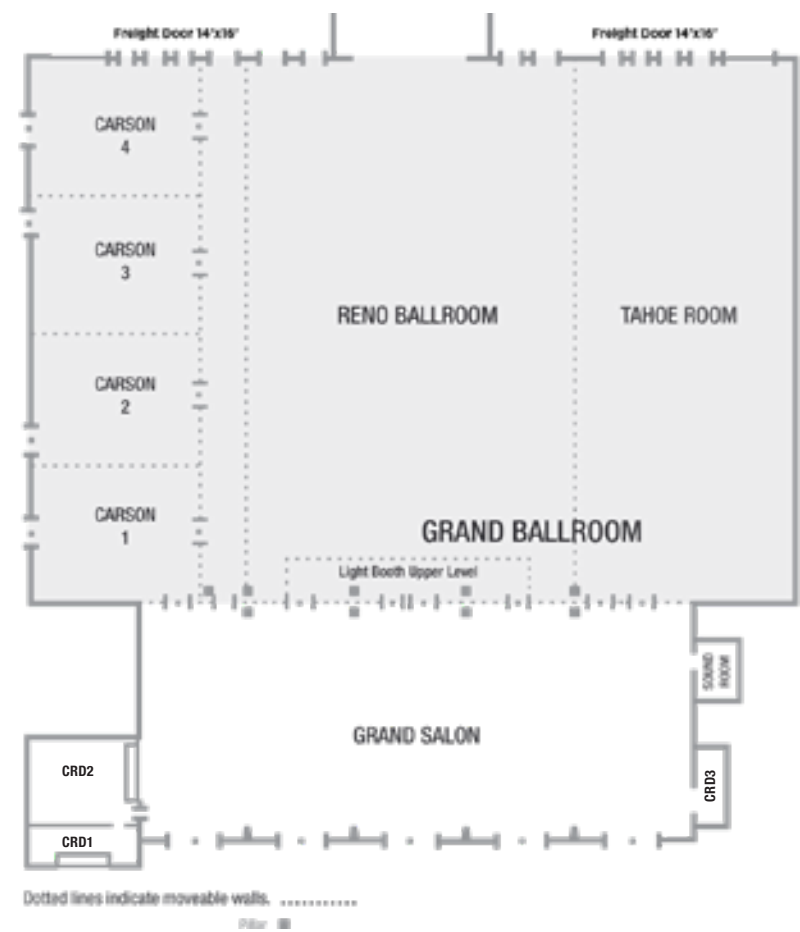 Freight Door 14'x16'
Freight Door 14'x16'
CARSON
4
CARSON
3
RENO BALLROOM
TAHOE ROOM
CARSON
2
CARSON
1
GRAND BALLROOM
Light Booth Upper Level
SOUND
ROOM
GRAND SALON
CRD2
CRD3
CRD1
Dotted lines indicate moveable walls.
Pillar